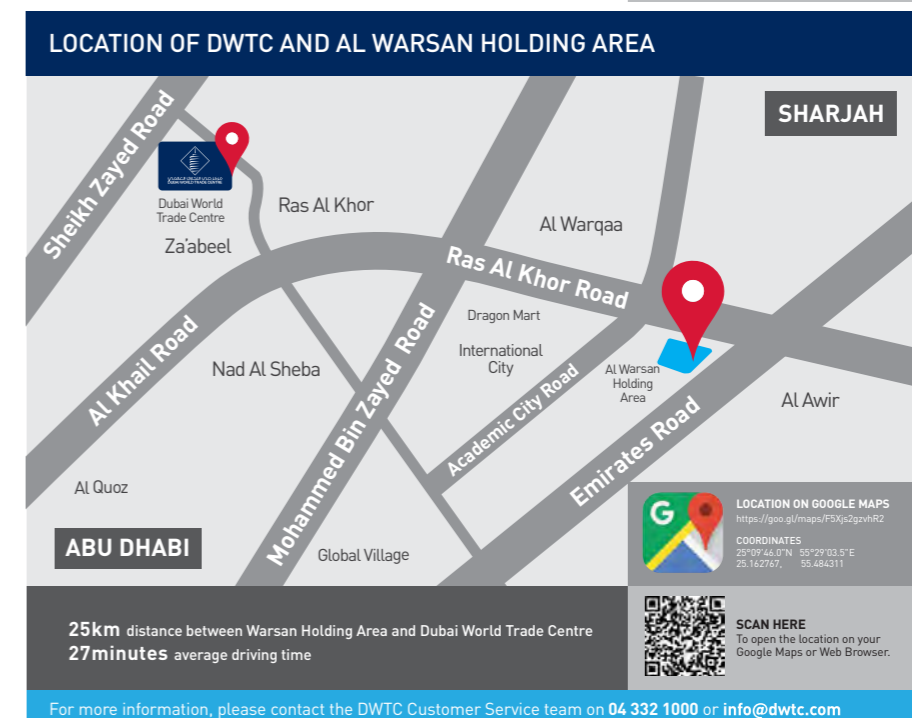 LOCATION OF DWTC AND AL WARSAN HOLDING AREA
SHARJAH
Sheikh Zayed Road
DUBAI WORLD TRADE CENTRE
Dubai World
Trade Centre
Za'abeel
Ras Al Khor
Al Warqaa
Ras Al Khor Road
Dragon Mart
International
City
Al Khail Road
Nad Al Sheba
Mohammed Bin Zayed Road
Academic City Road
Al Warsan
Holding
Area
Emirates Road
Al Awir
Al Quoz
ABU DHABI
Global Village
G
LOCATION ON GOOGLE MAPS
https://goo.gl/maps/F5Xjs2gzvhR2
COORDINATES
25°09'46.0"N 55°29'03.5"E
25.162767, 55.484311
25km distance between Warsan Holding Area and Dubai World Trade Centre
27minutes average driving time
SCAN HERE
To open the location on your
Google Maps or Web Browser.
For more information, please contact the DWTC Customer Service team on 04 332 1000 or info@dwtc.com